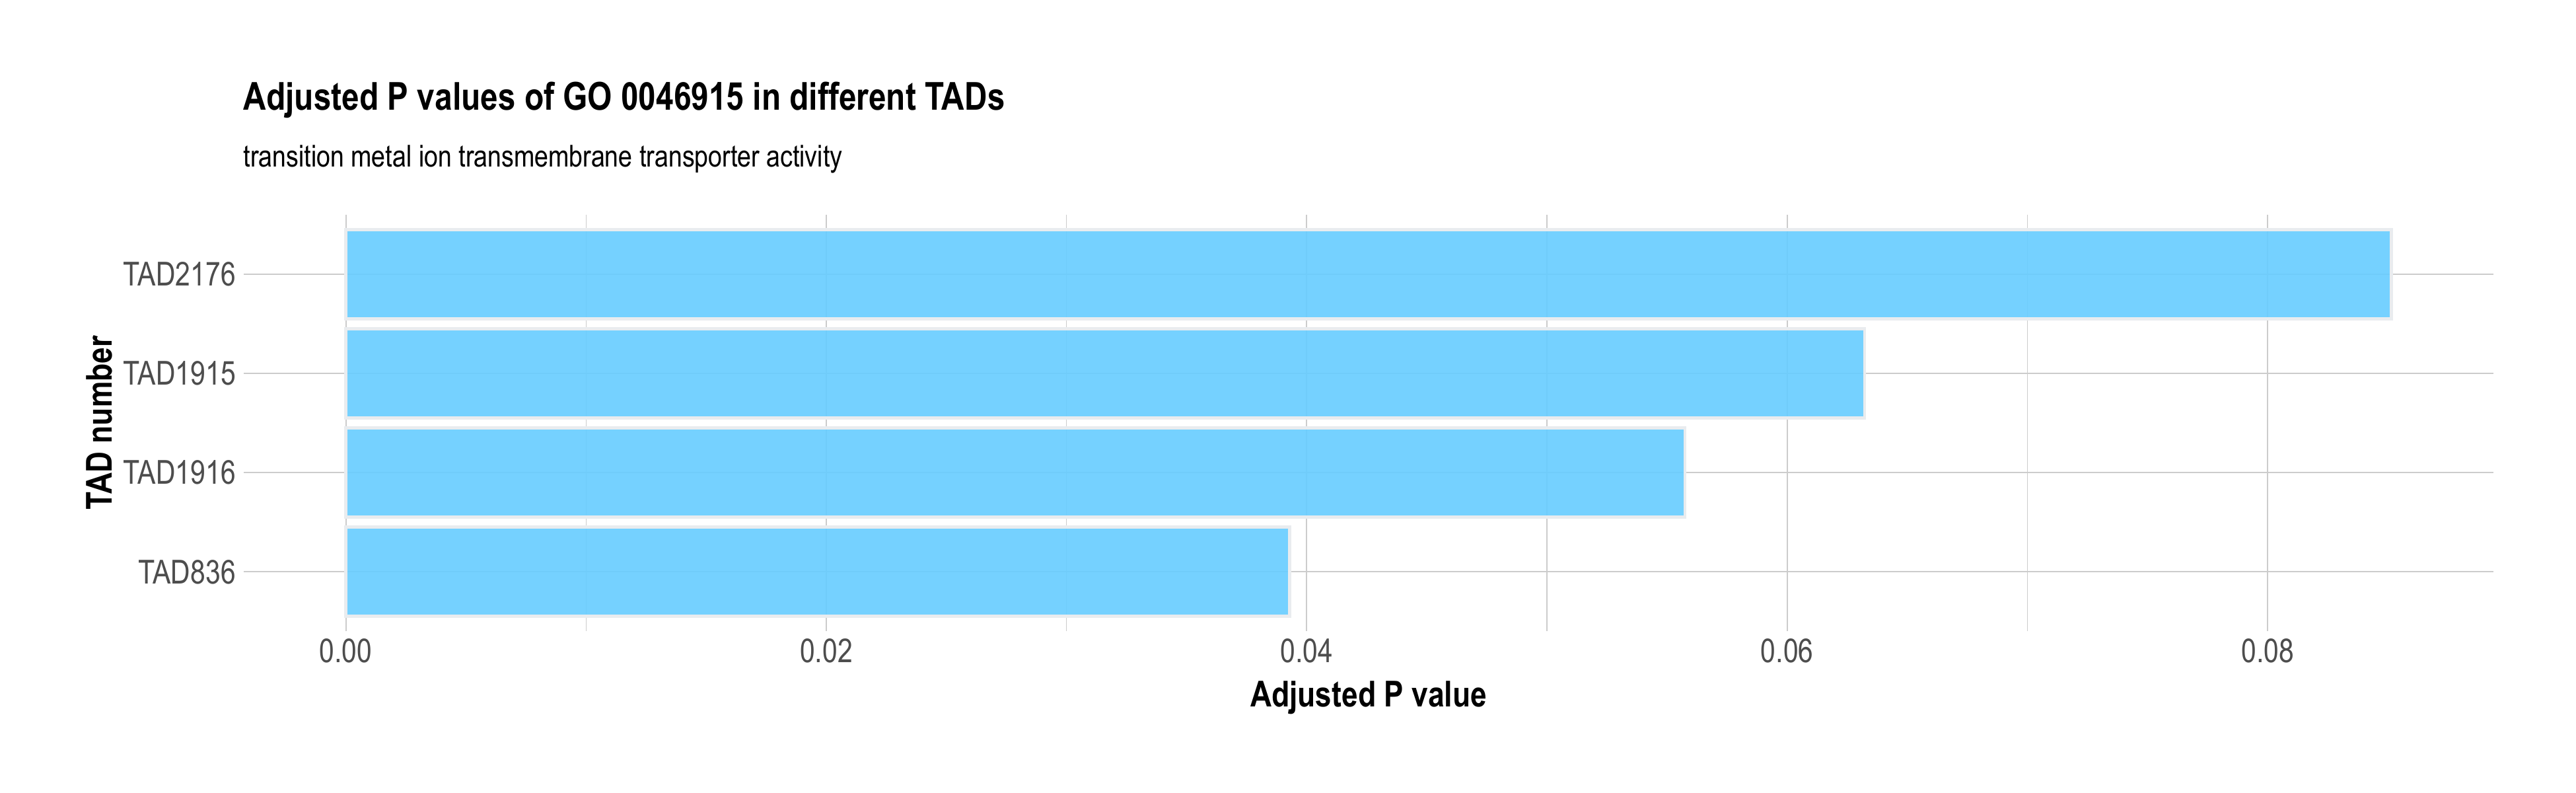 Adjusted P values of GO 0046915 in different TADs
transition metal ion transmembrane transporter activity
TAD number
TAD2176
TAD1915
TAD1916
TAD836
0.00 0.02 0.04 0.06 0.08
Adjusted P value